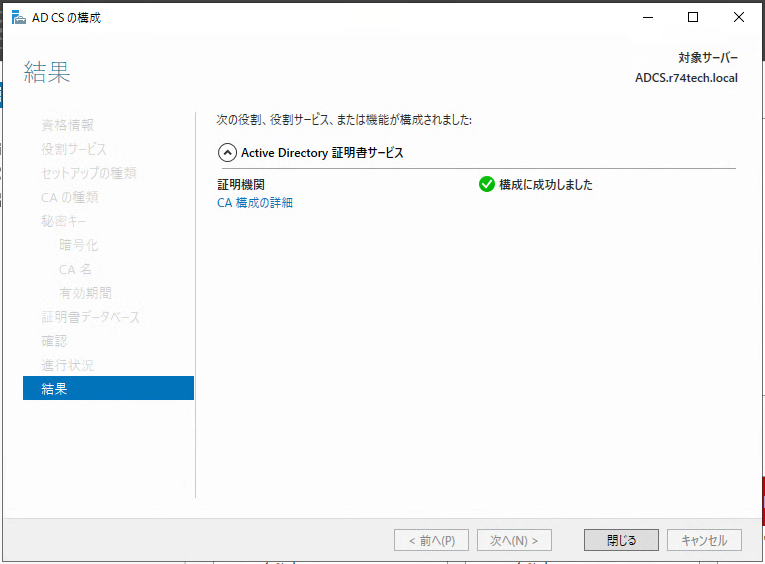 AD CS の構成
結果
対象サーバー
ADCS.r74tech.local
資格情報
役割サービス
セットアップの種類
CA の種類
秘密キー
暗号化
CA 名
有効期間
証明書データベース
確認
進行状況
結果
次の役割、役割サービス、または機能が構成されました:
Active Directory 証明書サービス
証明機関
構成に成功しました
CA 構成の詳細
< 前へ(P)
次へ(N) >
閉じる
キャンセル